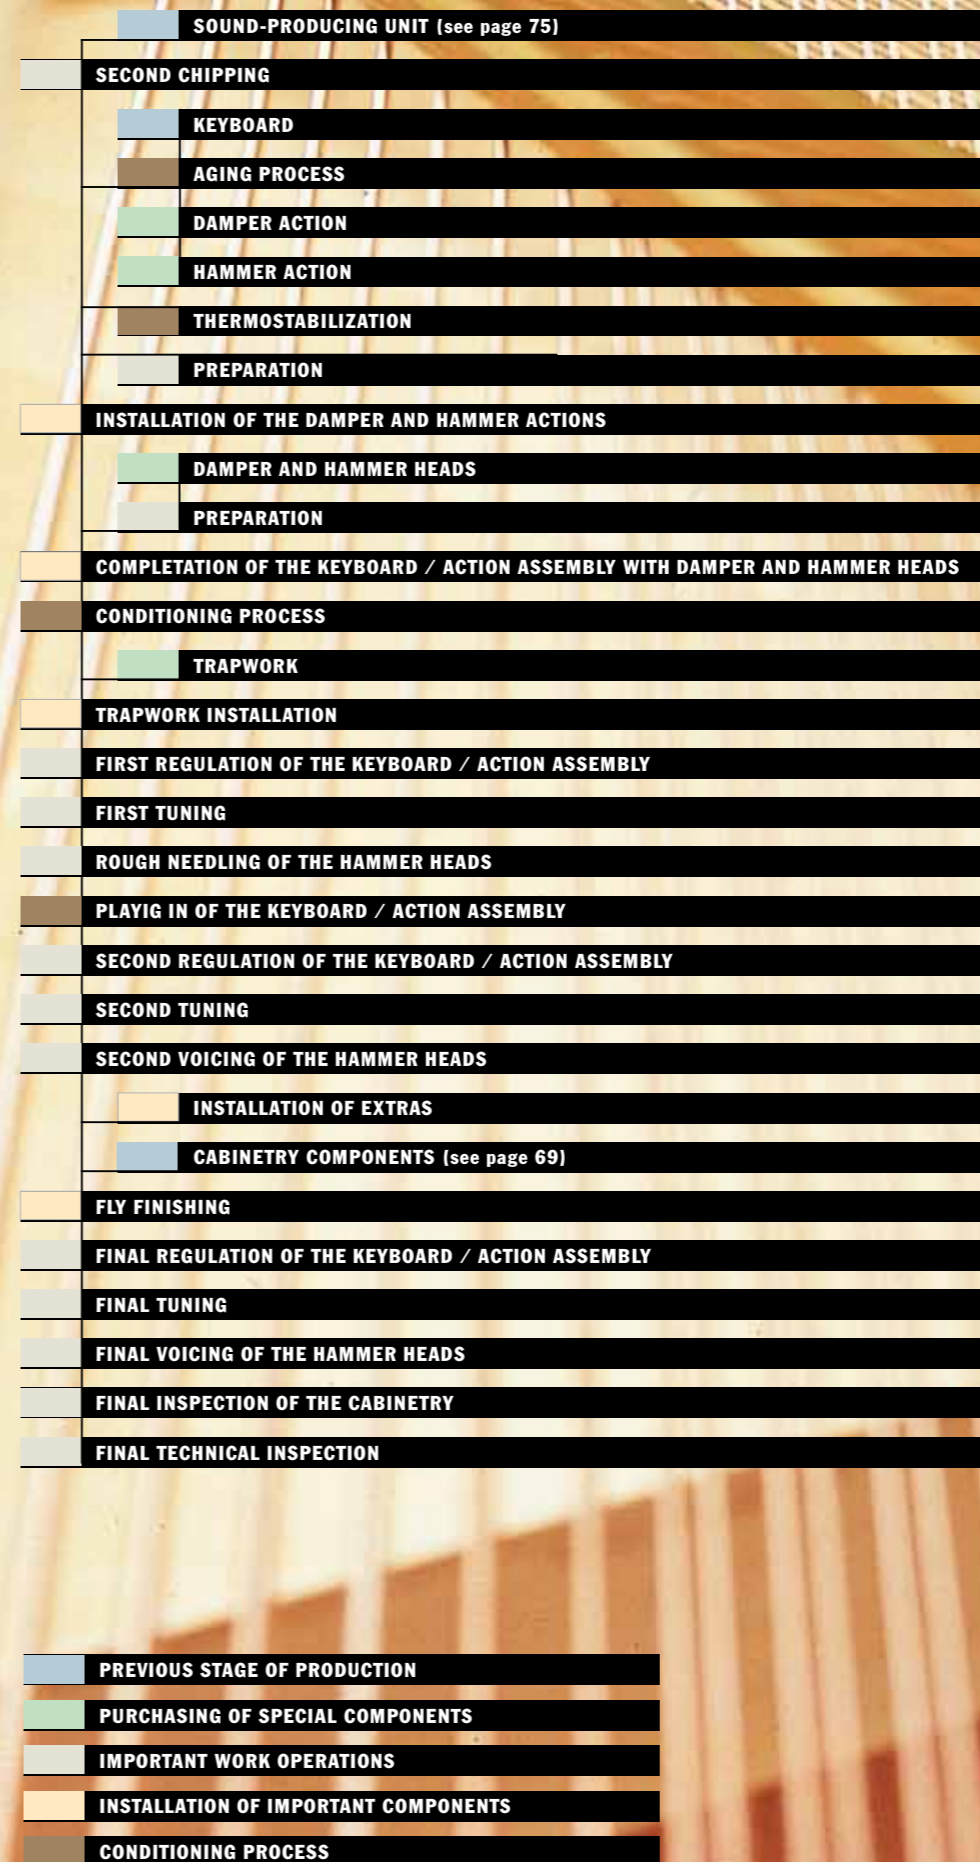 SOUND-PRODUCING UNIT (see page 75)
SECOND CHIPPING
KEYBOARD
AGING PROCESS
DAMPER ACTION
HAMMER ACTION
THERMOSTABILIZATION
PREPARATION
INSTALLATION OF THE DAMPER AND HAMMER ACTIONS
DAMPER AND HAMMER HEADS
PREPARATION
COMPLETATION OF THE KEYBOARD / ACTION ASSEMBLY WITH DAMPER AND HAMMER HEADS
CONDITIONING PROCESS
TRAPWORK
TRAPWORK INSTALLATION
FIRST REGULATION OF THE KEYBOARD / ACTION ASSEMBLY
FIRST TUNING
ROUGH NEEDLING OF THE HAMMER HEADS
PLAYIG IN OF THE KEYBOARD / ACTION ASSEMBLY
SECOND REGULATION OF THE KEYBOARD / ACTION ASSEMBLY
SECOND TUNING
SECOND VOICING OF THE HAMMER HEADS
INSTALLATION OF EXTRAS
CABINETRY COMPONENTS (see page 69)
FLY FINISHING
FINAL REGULATION OF THE KEYBOARD / ACTION ASSEMBLY
FINAL TUNING
FINAL VOICING OF THE HAMMER HEADS
FINAL INSPECTION OF THE CABINETRY
FINAL TECHNICAL INSPECTION
PREVIOUS STAGE OF PRODUCTION
PURCHASING OF SPECIAL COMPONENTS
IMPORTANT WORK OPERATIONS
INSTALLATION OF IMPORTANT COMPONENTS
CONDITIONING PROCESS